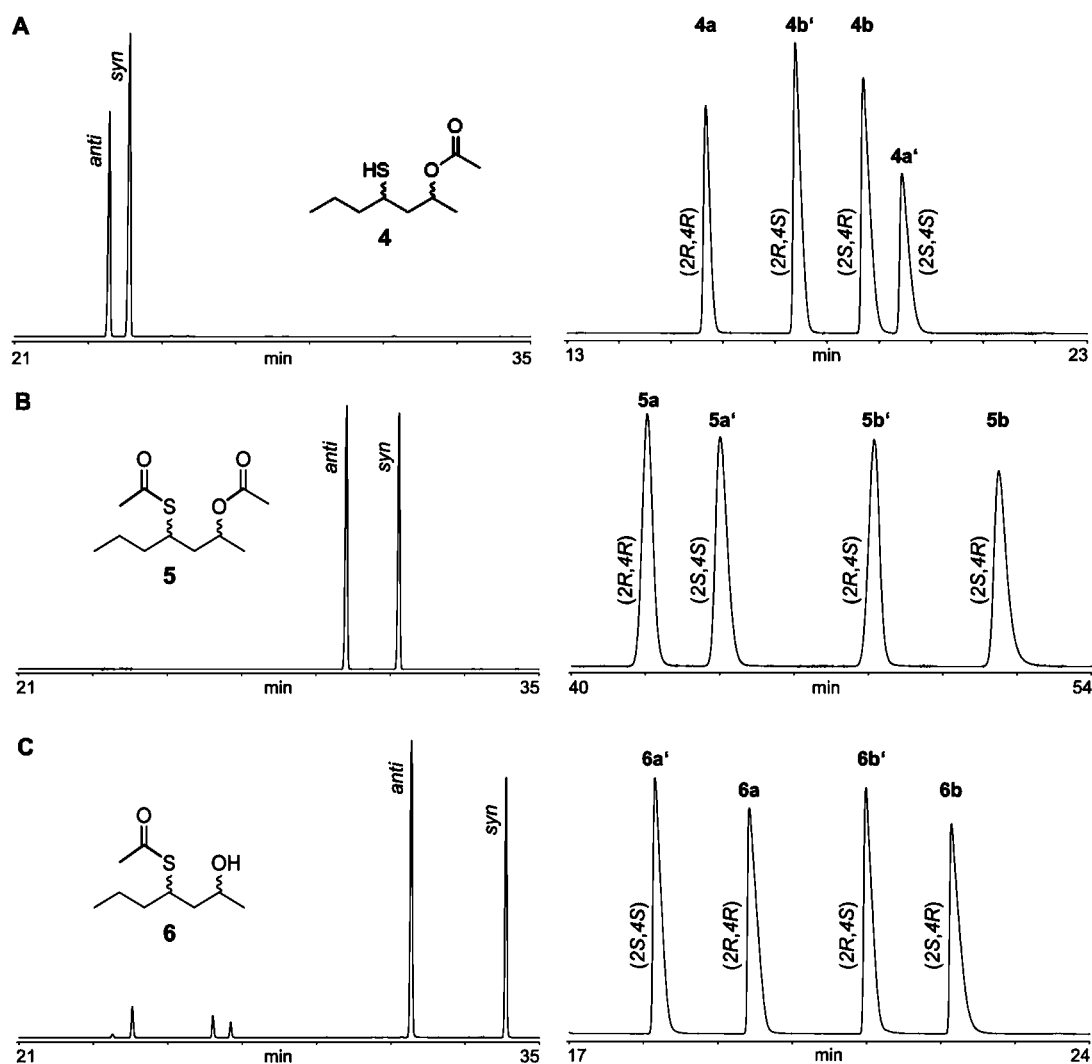 A
anti
syn
HS
O
O
4
21
min
35
4a
4b'
4b
4a'
(2R,4R)
(2R,4S)
(2S,4R)
(2S,4S)
13
min
23
B
O
O
S
O
5
anti
syn
21
min
35
5a
5a'
5b'
5b
(2R,4R)
(2S,4S)
(2R,4S)
(2S,4R)
40
min
54
C
O
S
OH
6
anti
syn
21
min
35
6a'
6a
6b'
6b
(2S,4S)
(2R,4R)
(2R,4S)
(2S,4R)
17
min
24